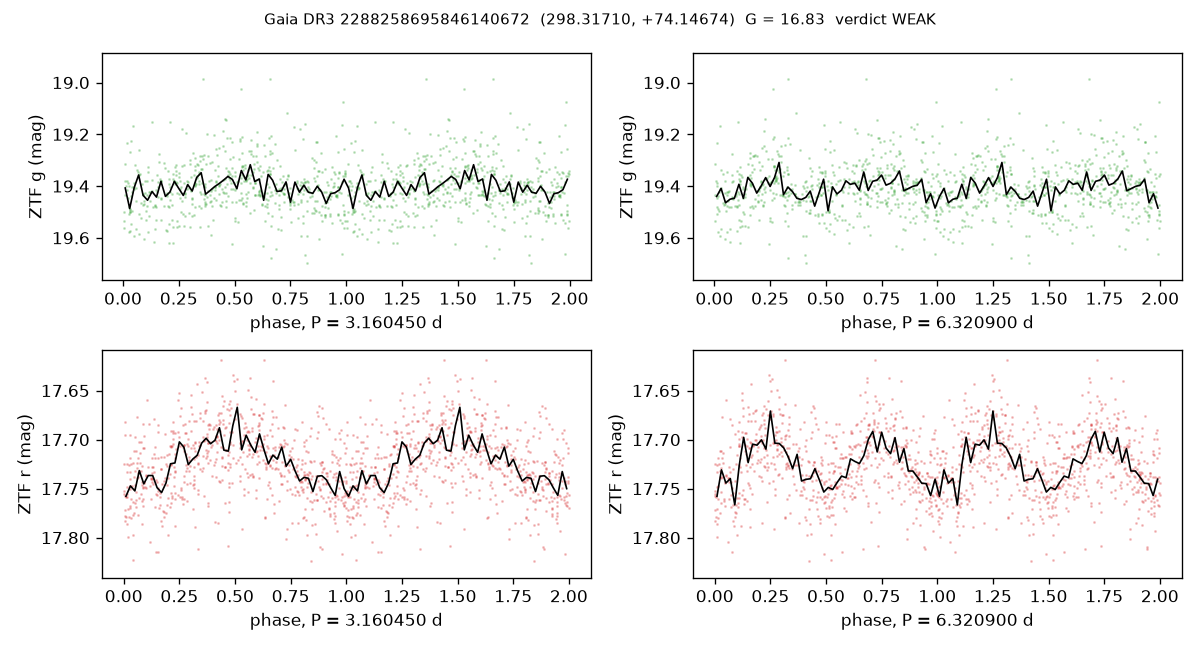 Gaia DR3 2288258695846140672 (298.31710, +74.14674) G = 16.83 verdict WEAK
ZTF g (mag)
19.0
19.2
19.4
19.6
0.00 0.25 0.50 0.75 1.00 1.25 1.50 1.75 2.00
phase, P = 3.160450 d
ZTF g (mag)
19.0
19.2
19.4
19.6
0.00 0.25 0.50 0.75 1.00 1.25 1.50 1.75 2.00
phase, P = 6.320900 d
ZTF r (mag)
17.65
17.70
17.75
17.80
0.00 0.25 0.50 0.75 1.00 1.25 1.50 1.75 2.00
phase, P = 3.160450 d
ZTF r (mag)
17.65
17.70
17.75
17.80
0.00 0.25 0.50 0.75 1.00 1.25 1.50 1.75 2.00
phase, P = 6.320900 d